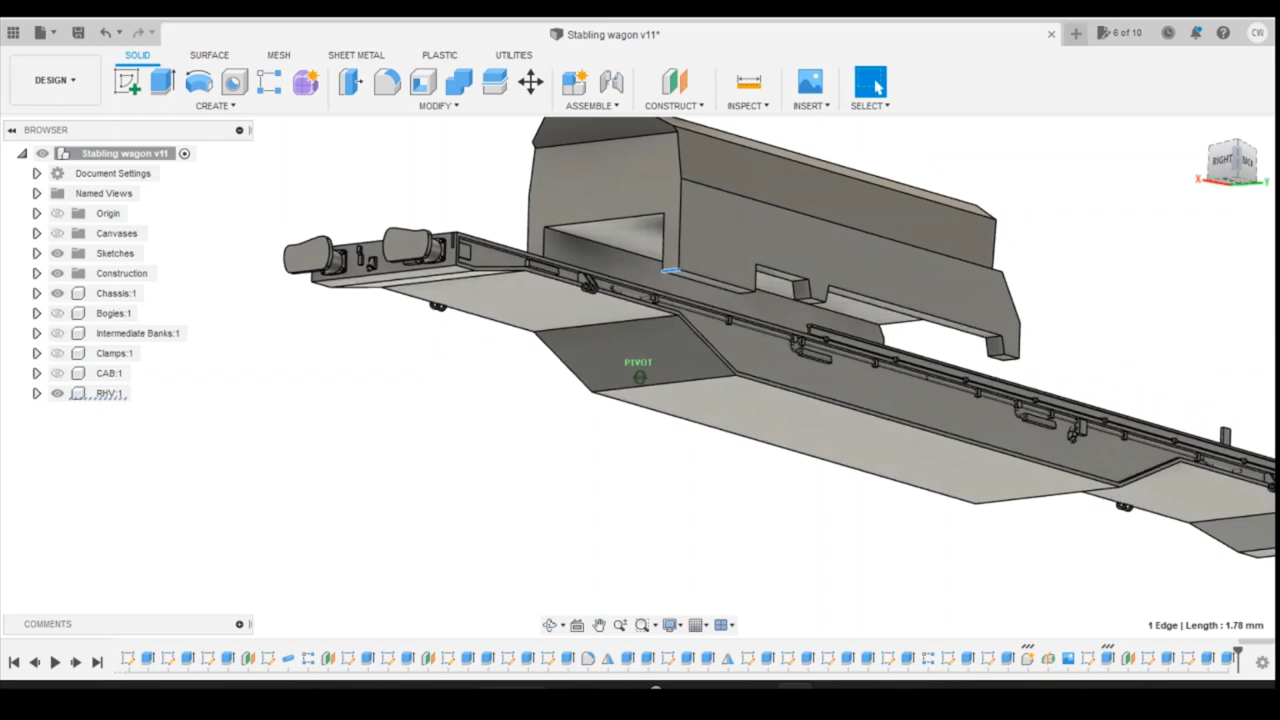 Stabling wagon v11*
6 of 10
CW
DESIGN
SOLID
SURFACE
MESH
SHEET METAL
PLASTIC
UTILITIES
CREATE
MODIFY
ASSEMBLE
CONSTRUCT
INSPECT
INSERT
SELECT
BROWSER
Stabling wagon v11
Document Settings
Named Views
Origin
Canvases
Sketches
Construction
Chassis:1
Bogies:1
Intermediate Banks:1
Clamps:1
CAB:1
RHV:1
RIGHT
BACK
X
Y
PIVOT
COMMENTS
1 Edge | Length : 1.78 mm